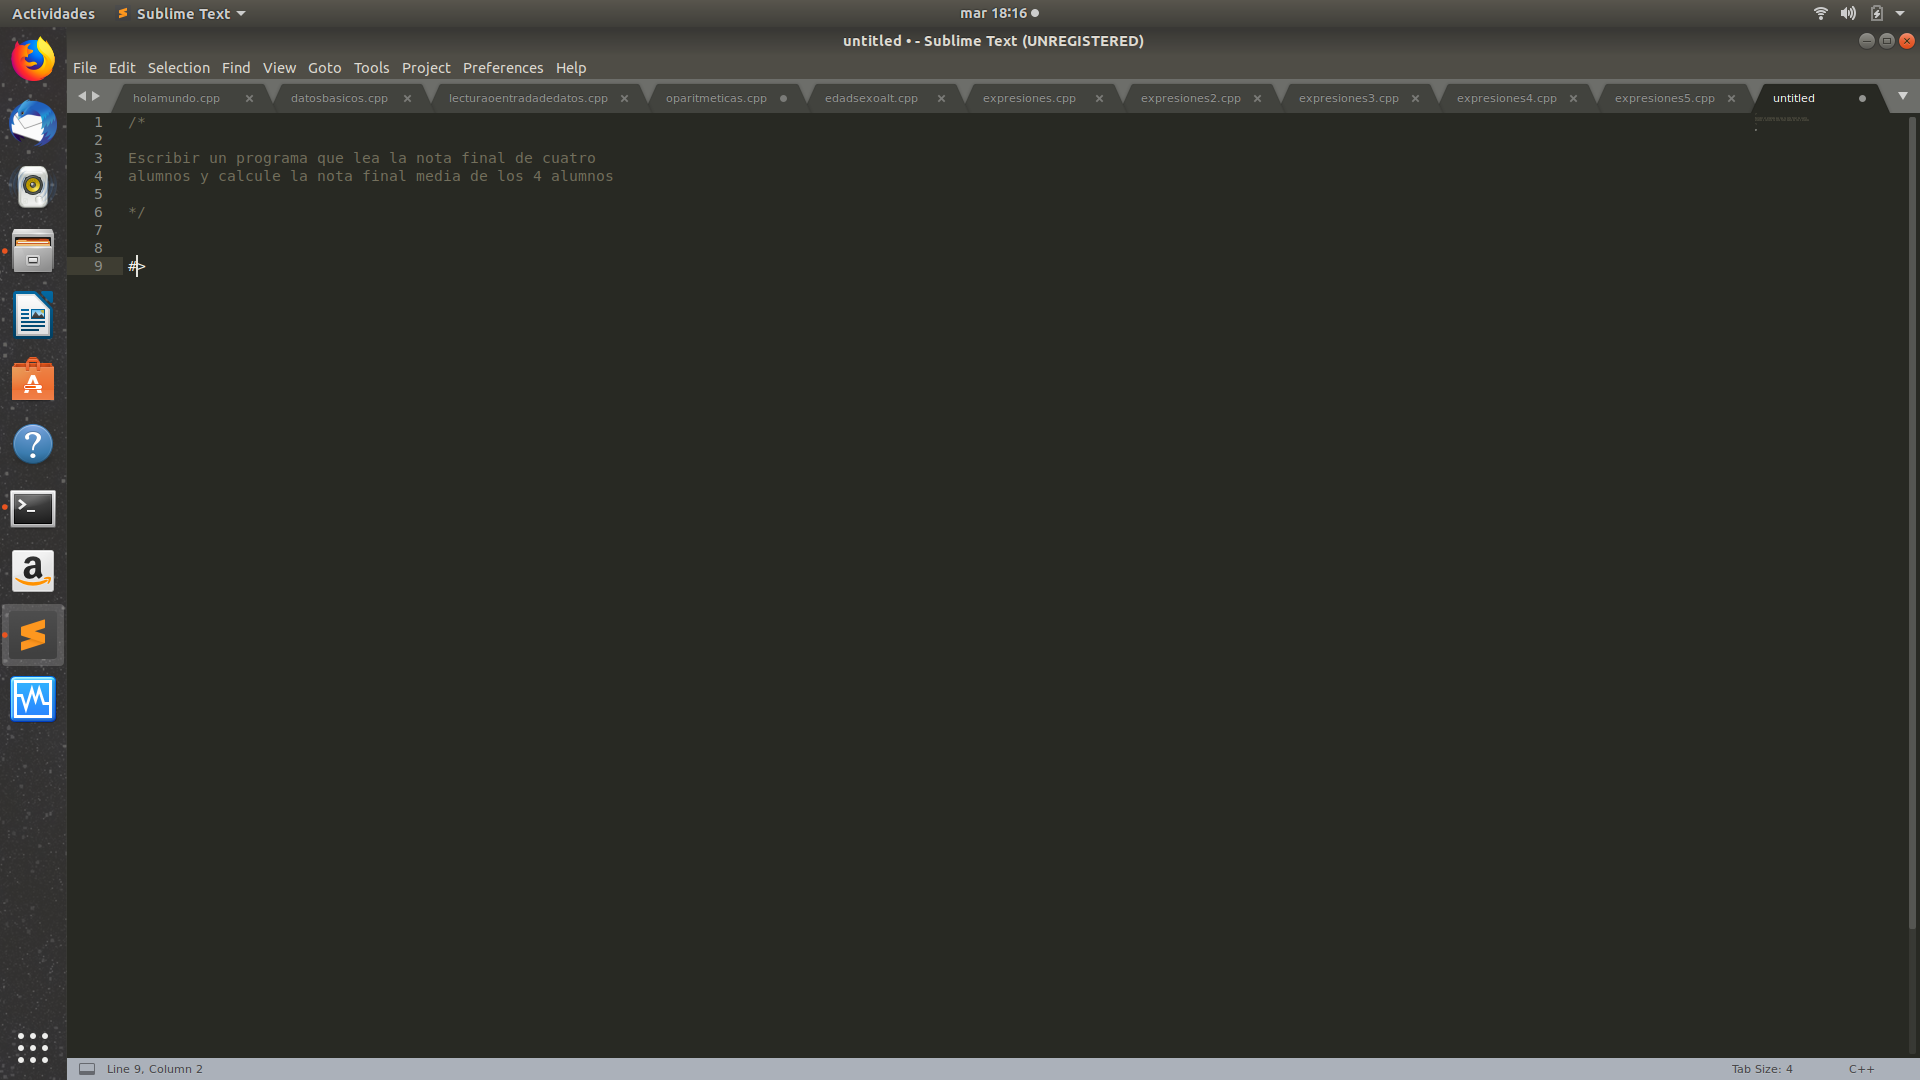 Actividades Sublime Text mar 18:16
untitled • - Sublime Text (UNREGISTERED)
File Edit Selection Find View Goto Tools Project Preferences Help
holamundo.cpp datosbasicos.cpp lecturaoentradadedatos.cpp oparitmeticas.cpp edadsexoalt.cpp expresiones.cpp expresiones2.cpp expresiones3.cpp expresiones4.cpp expresiones5.cpp untitled
1 /*
2
3 Escribir un programa que lea la nota final de cuatro
4 alumnos y calcule la nota final media de los 4 alumnos
5
6 */
7
8
9 #>
Line 9, Column 2 Tab Size: 4 C++